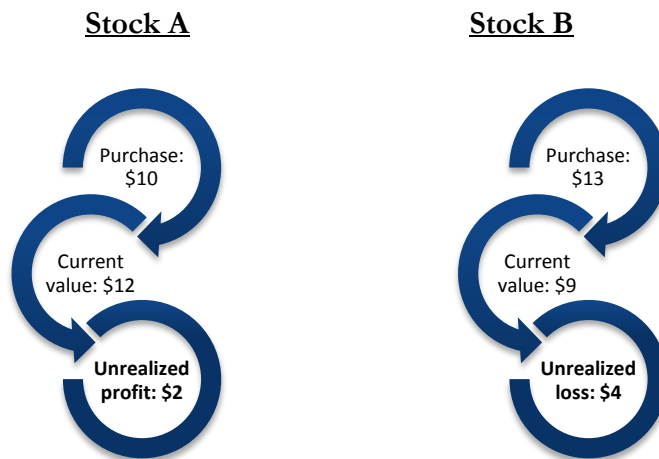 Stock A
Purchase:
$10
Current
value: $12
Unrealized
profit: $2
Stock B
Purchase:
$13
Current
value: $9
Unrealized
loss: $4